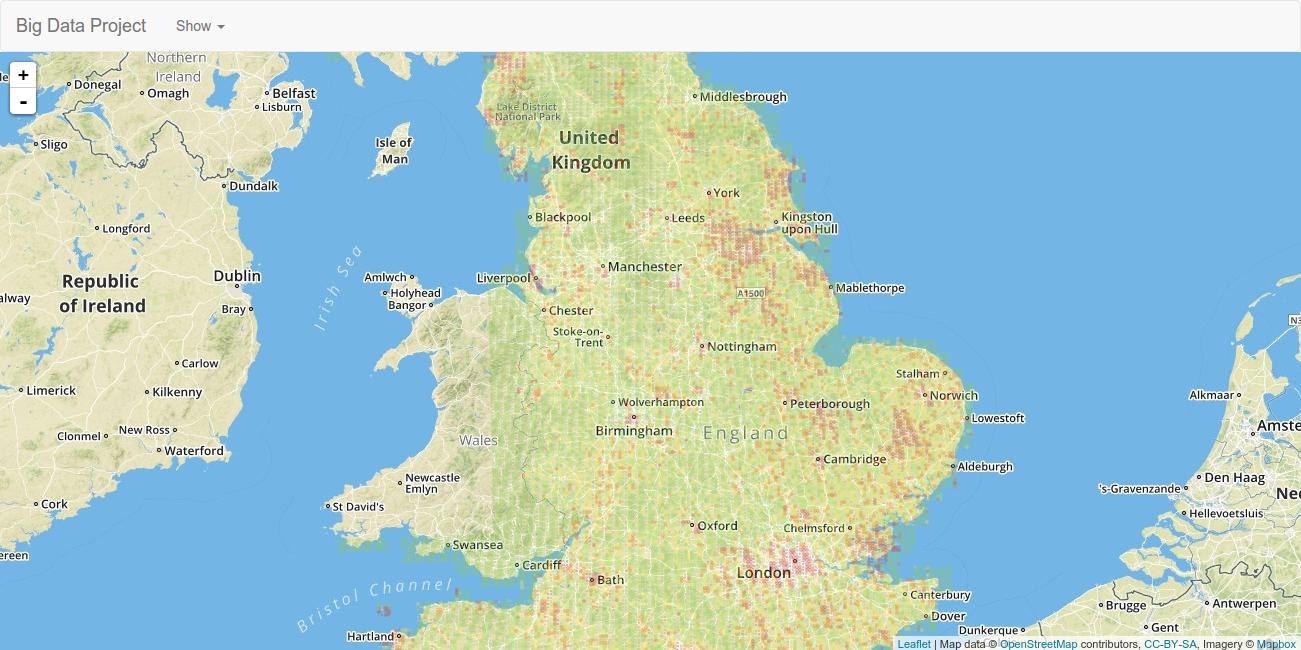 Big Data Project
Show
+
-
Northern
Ireland
Donegal
Omagh
Belfast
Lisburn
Sligo
Isle of
Man
Dundalk
Longford
Republic
of Ireland
Dublin
Bray
Irish Sea
Carlow
Limerick
Kilkenny
Clonmel
New Ross
Waterford
Cork
Lake District
National Park
United
Kingdom
Middlesbrough
York
Blackpool
Leeds
Kingston
upon Hull
Manchester
Liverpool
Amlwch
Holyhead
Bangor
Mablethorpe
A1500
Chester
Stoke-on-
Trent
Nottingham
Stalham
Norwich
Wolverhampton
Peterborough
Lowestoft
Birmingham
England
Wales
Cambridge
Aldeburgh
Newcastle
Emlyn
St David's
Oxford
Chelmsford
Swansea
Cardiff
London
Bath
Bristol Channel
Canterbury
Dover
Hartland
Alkmaar
Amste
Den Haag
's-Gravenzande
Hellevoetsluis
Brugge
Antwerpen
Gent
Dunkerque
Leaflet | Map data © OpenStreetMap contributors, CC-BY-SA, Imagery © Mapbox